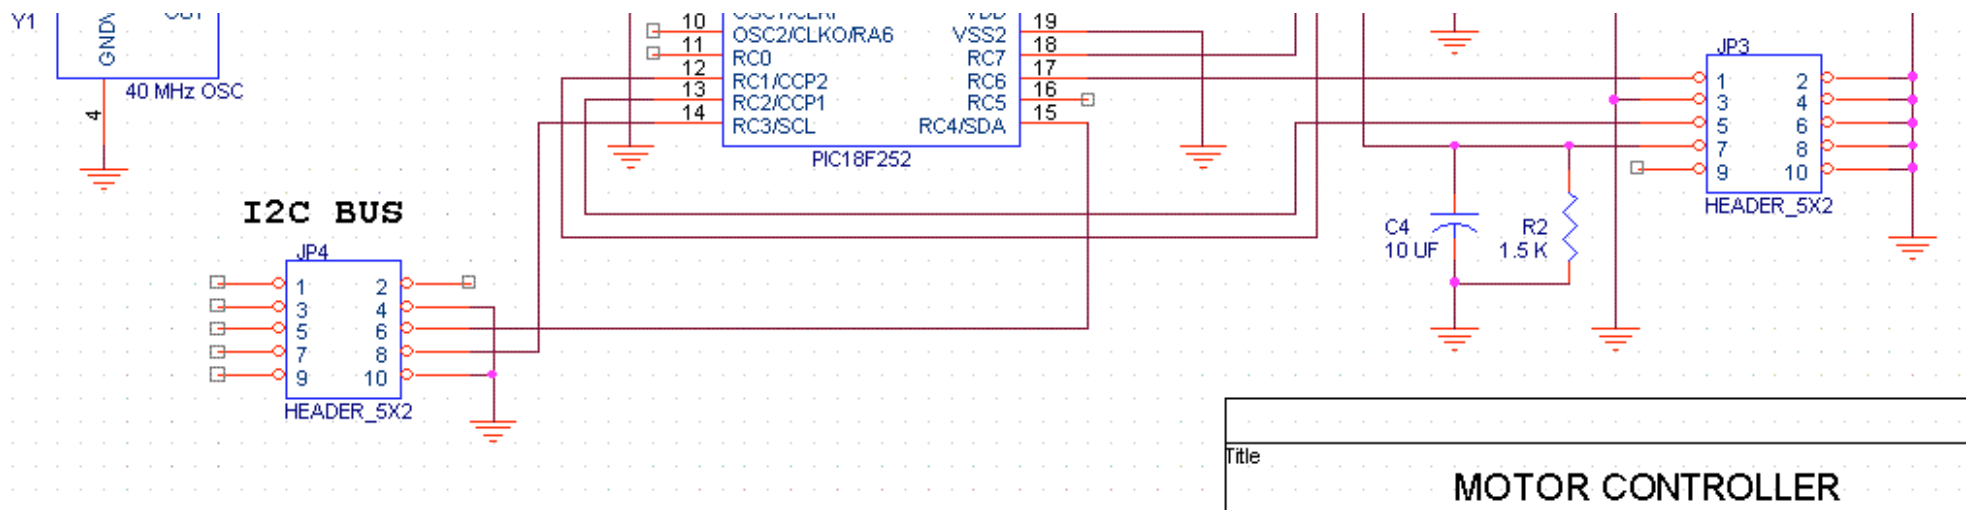 Y1
OUT
GND
4
40 MHz OSC
10
11
12
13
14
OSC2/CLKO/RA6
RC0
RC1/CCP2
RC2/CCP1
RC3/SCL
VDD
VSS2
RC7
RC6
RC5
RC4/SDA
19
18
17
16
15
PIC18F252
I2C BUS
JP4
1 2
3 4
5 6
7 8
9 10
HEADER_5X2
C4
10 UF
R2
1.5 K
JP3
1 2
3 4
5 6
7 8
9 10
HEADER_5X2
Title
MOTOR CONTROLLER